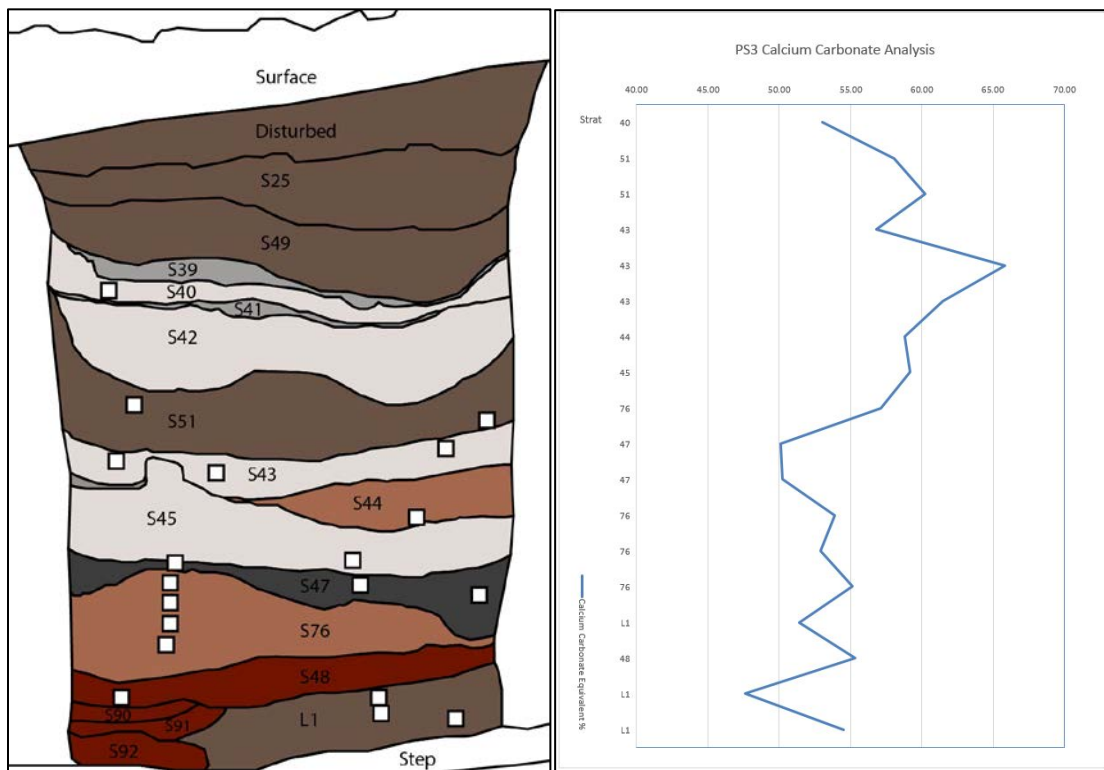 Surface
Disturbed
S25
S49
S39
S40
S41
S42
S51
S43
S44
S45
S47
S76
S48
S90
S91
L1
S92
Step
PS3 Calcium Carbonate Analysis
40.00 45.00 50.00 55.00 60.00 65.00 70.00
Strat
40
51
51
43
43
43
44
45
76
47
47
76
76
76
L1
48
L1
L1
Calcium Carbonate Equivalent %